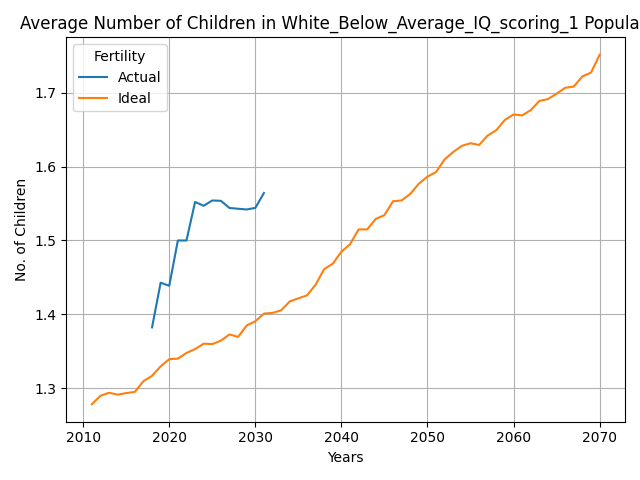 Average Number of Children in White_Below_Average_IQ_scoring_1 Popula
Fertility
Actual
Ideal
No. of Children
1.7
1.6
1.5
1.4
1.3
2010 2020 2030 2040 2050 2060 2070
Years